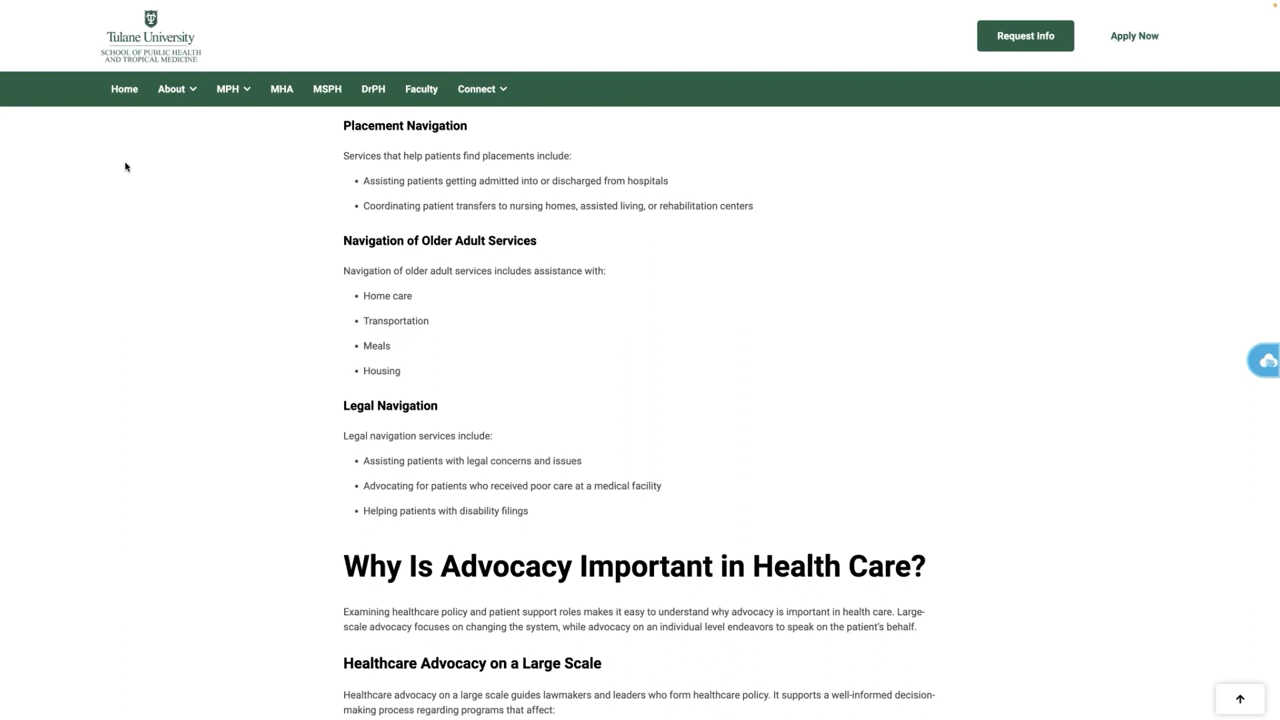 Tulane University
SCHOOL OF PUBLIC HEALTH
AND TROPICAL MEDICINE
Request Info
Apply Now
Home
About
MPH
MHA
MSPH
DrPH
Faculty
Connect
Placement Navigation
Services that help patients find placements include:
• Assisting patients getting admitted into or discharged from hospitals
• Coordinating patient transfers to nursing homes, assisted living, or rehabilitation centers
Navigation of Older Adult Services
Navigation of older adult services includes assistance with:
• Home care
• Transportation
• Meals
• Housing
Legal Navigation
Legal navigation services include:
• Assisting patients with legal concerns and issues
• Advocating for patients who received poor care at a medical facility
• Helping patients with disability filings
Why Is Advocacy Important in Health Care?
Examining healthcare policy and patient support roles makes it easy to understand why advocacy is important in health care. Large-
scale advocacy focuses on changing the system, while advocacy on an individual level endeavors to speak on the patient's behalf.
Healthcare Advocacy on a Large Scale
Healthcare advocacy on a large scale guides lawmakers and leaders who form healthcare policy. It supports a well-informed decision-
making process regarding programs that affect: